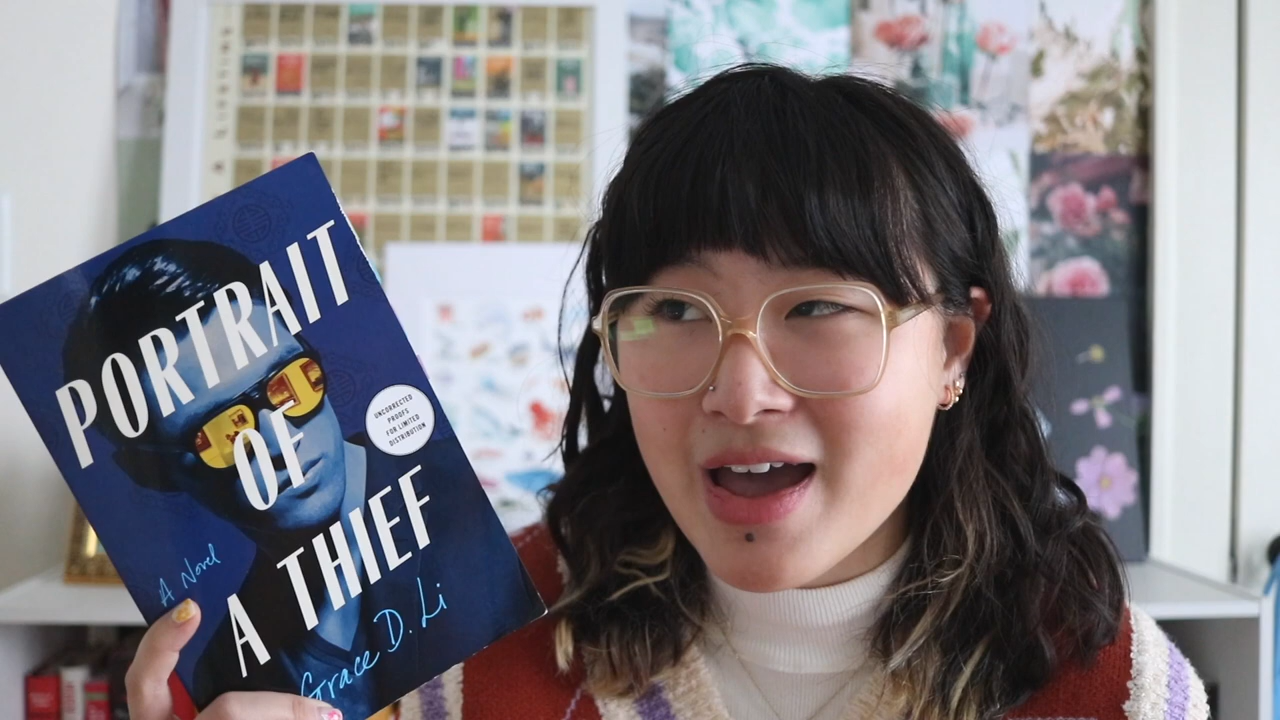 PORTRAIT
OF
A THIEF
UNCORRECTED
PROOFS
FOR LIMITED
DISTRIBUTION
A Novel
Grace D. Li